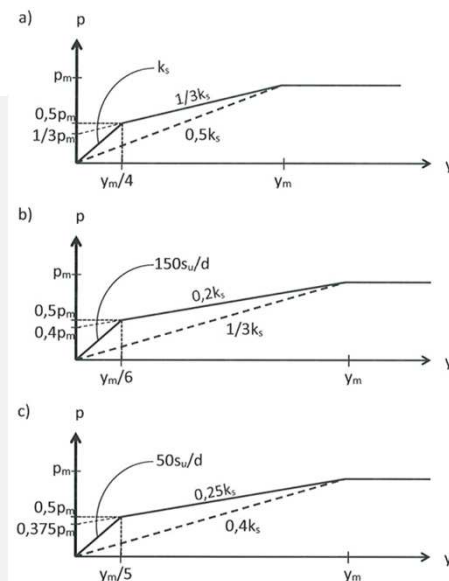 a)
p
kₛ
pₘ
1/3kₛ
0,5pₘ
1/3pₘ
0,5kₛ
yₘ/4
yₘ
y
b)
p
150sᵤ/d
pₘ
0,2kₛ
0,5pₘ
0,4pₘ
1/3kₛ
yₘ/6
yₘ
y
c)
p
50sᵤ/d
pₘ
0,25kₛ
0,5pₘ
0,375pₘ
0,4kₛ
yₘ/5
yₘ
y